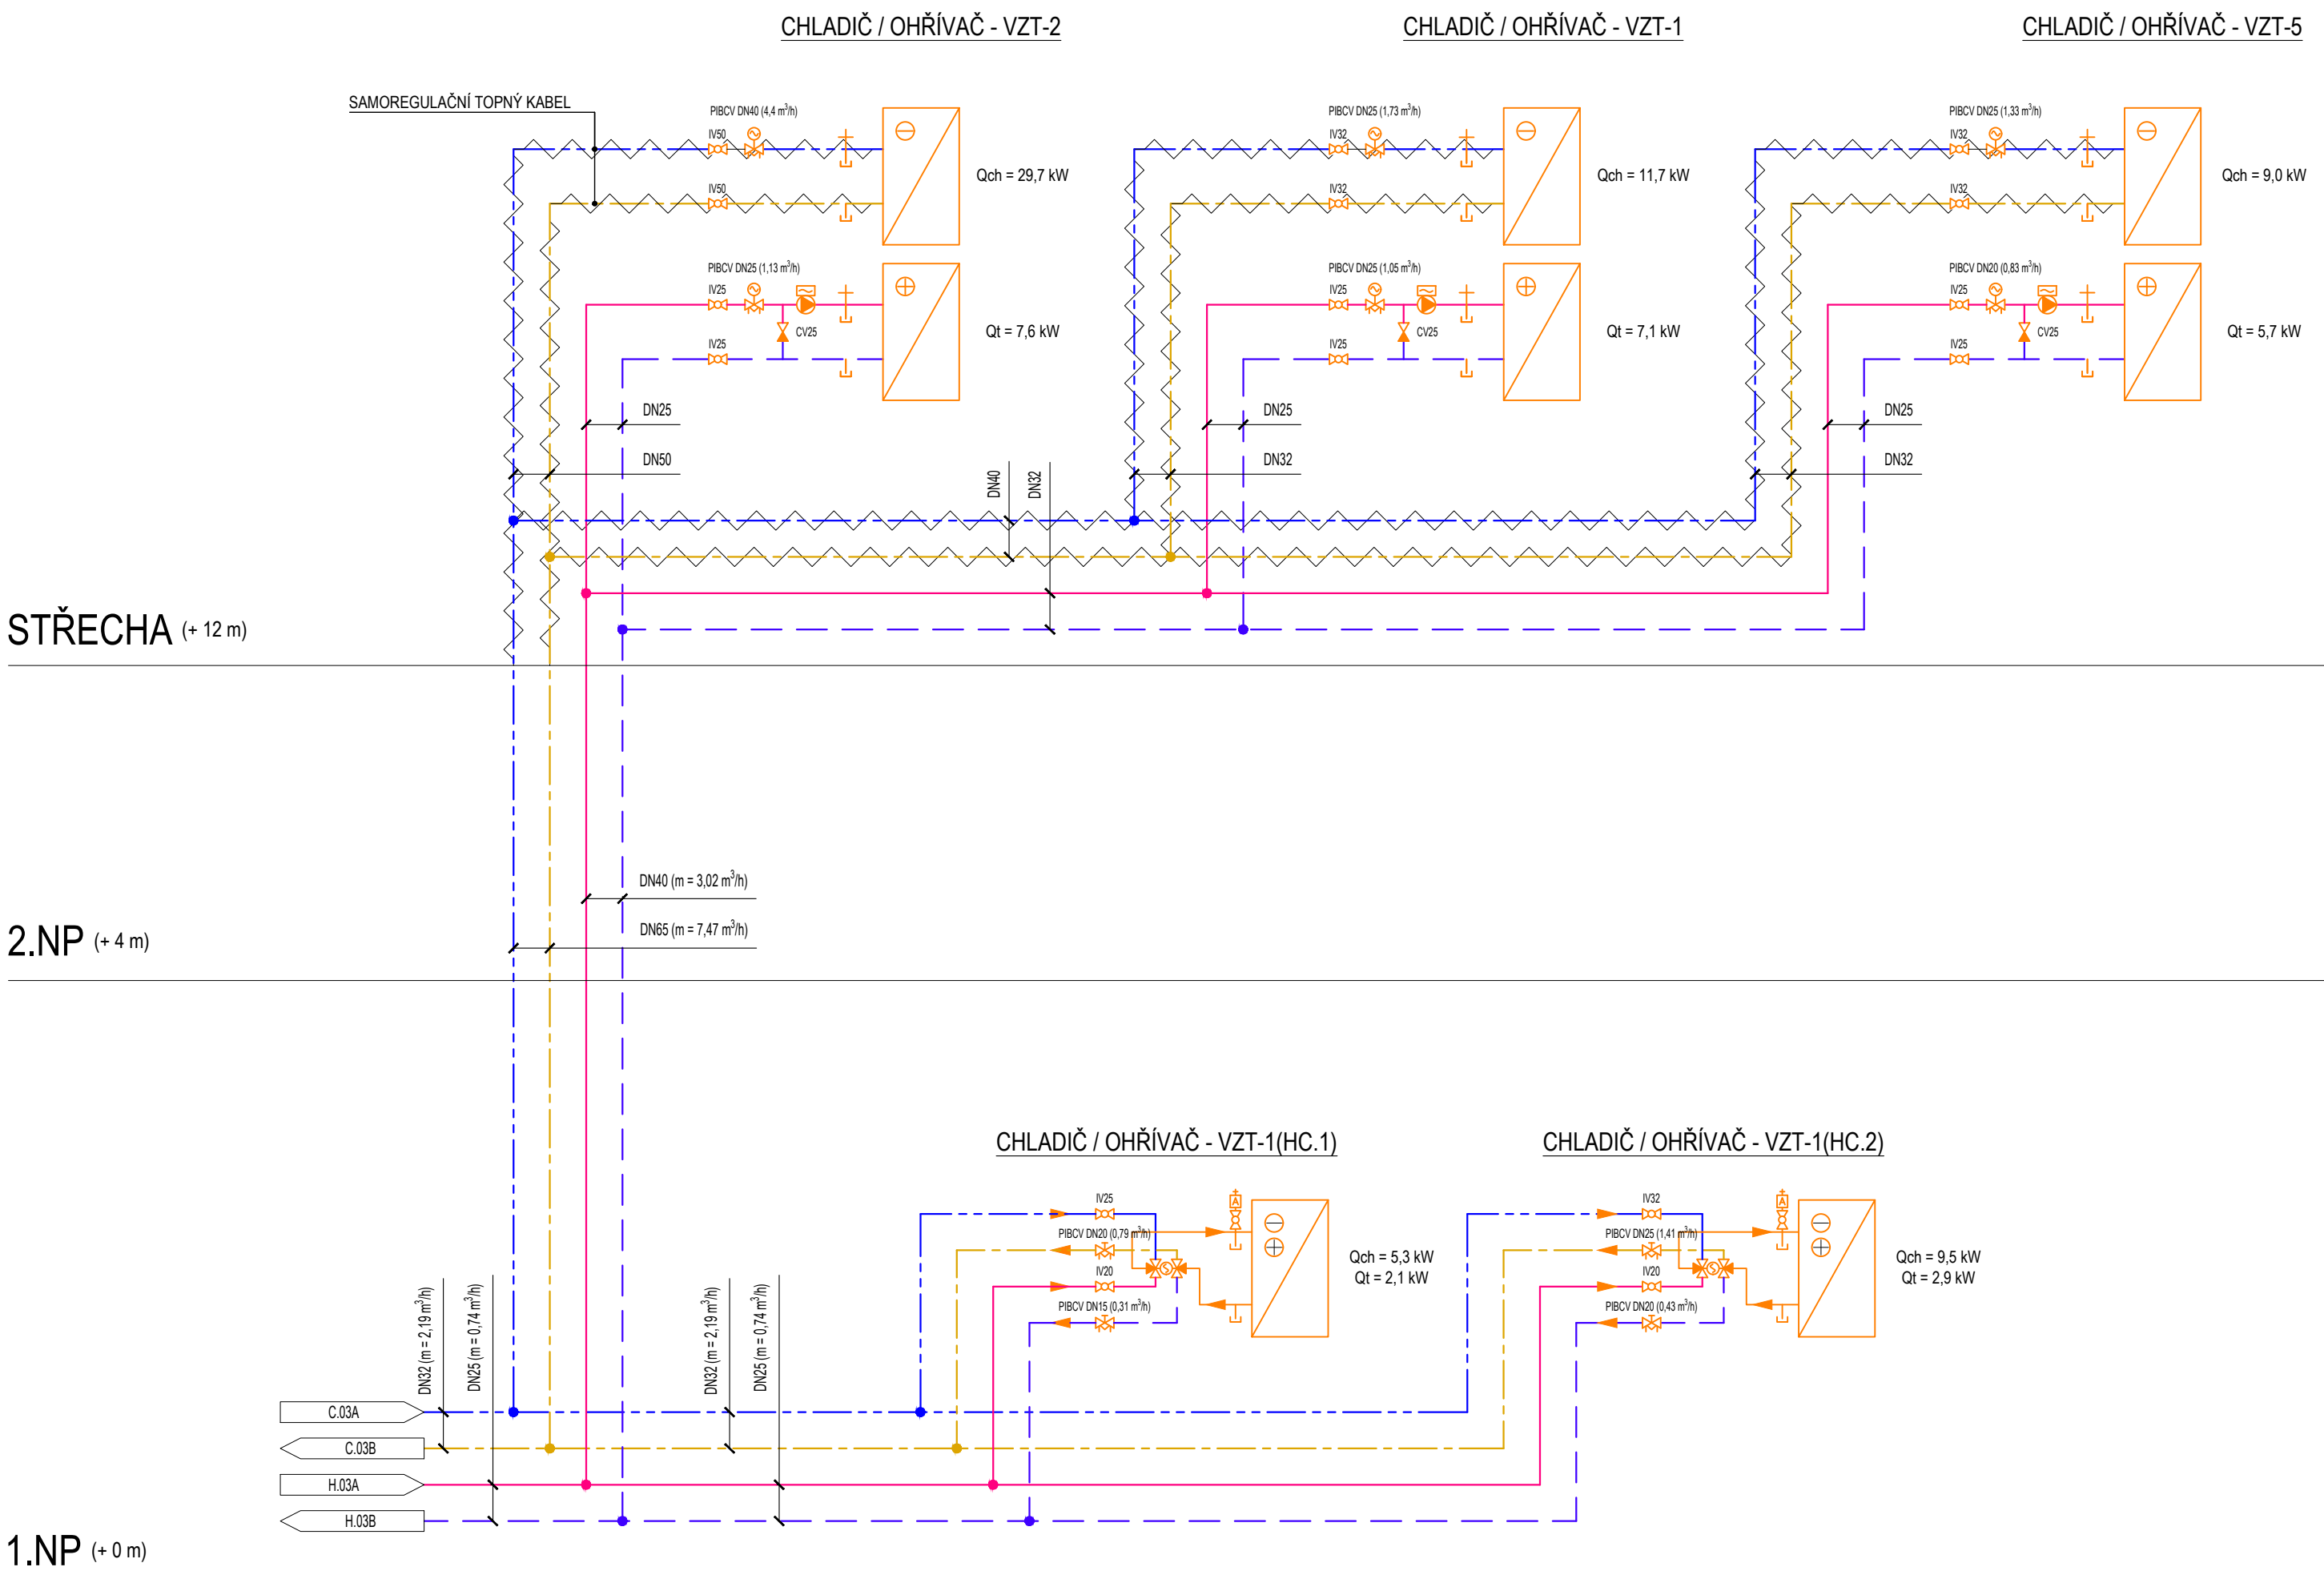 CHLADIČ / OHŘÍVAČ - VZT-2
CHLADIČ / OHŘÍVAČ - VZT-1
CHLADIČ / OHŘÍVAČ - VZT-5
SAMOREGULAČNÍ TOPNÝ KABEL
PIBCV DN40 (4,4 m³/h)
IV50
IV50
Qch = 29,7 kW
PIBCV DN25 (1,13 m³/h)
IV25
CV25
IV25
Qt = 7,6 kW
DN25
DN50
PIBCV DN25 (1,73 m³/h)
IV32
IV32
Qch = 11,7 kW
PIBCV DN25 (1,05 m³/h)
IV25
CV25
IV25
Qt = 7,1 kW
DN25
DN32
PIBCV DN25 (1,33 m³/h)
IV32
IV32
Qch = 9,0 kW
PIBCV DN20 (0,83 m³/h)
IV25
CV25
IV25
Qt = 5,7 kW
DN25
DN32
DN40
DN32
STŘECHA (+ 12 m)
DN40 (m = 3,02 m³/h)
DN65 (m = 7,47 m³/h)
2.NP (+ 4 m)
CHLADIČ / OHŘÍVAČ - VZT-1(HC.1)
CHLADIČ / OHŘÍVAČ - VZT-1(HC.2)
IV25
A
PIBCV DN20 (0,79 m³/h)
IV20
PIBCV DN15 (0,31 m³/h)
Qch = 5,3 kW
Qt = 2,1 kW
IV32
A
PIBCV DN25 (1,41 m³/h)
IV20
PIBCV DN20 (0,43 m³/h)
Qch = 9,5 kW
Qt = 2,9 kW
DN32 (m = 2,19 m³/h)
DN25 (m = 0,74 m³/h)
DN32 (m = 2,19 m³/h)
DN25 (m = 0,74 m³/h)
C.03A
C.03B
H.03A
H.03B
1.NP (+ 0 m)